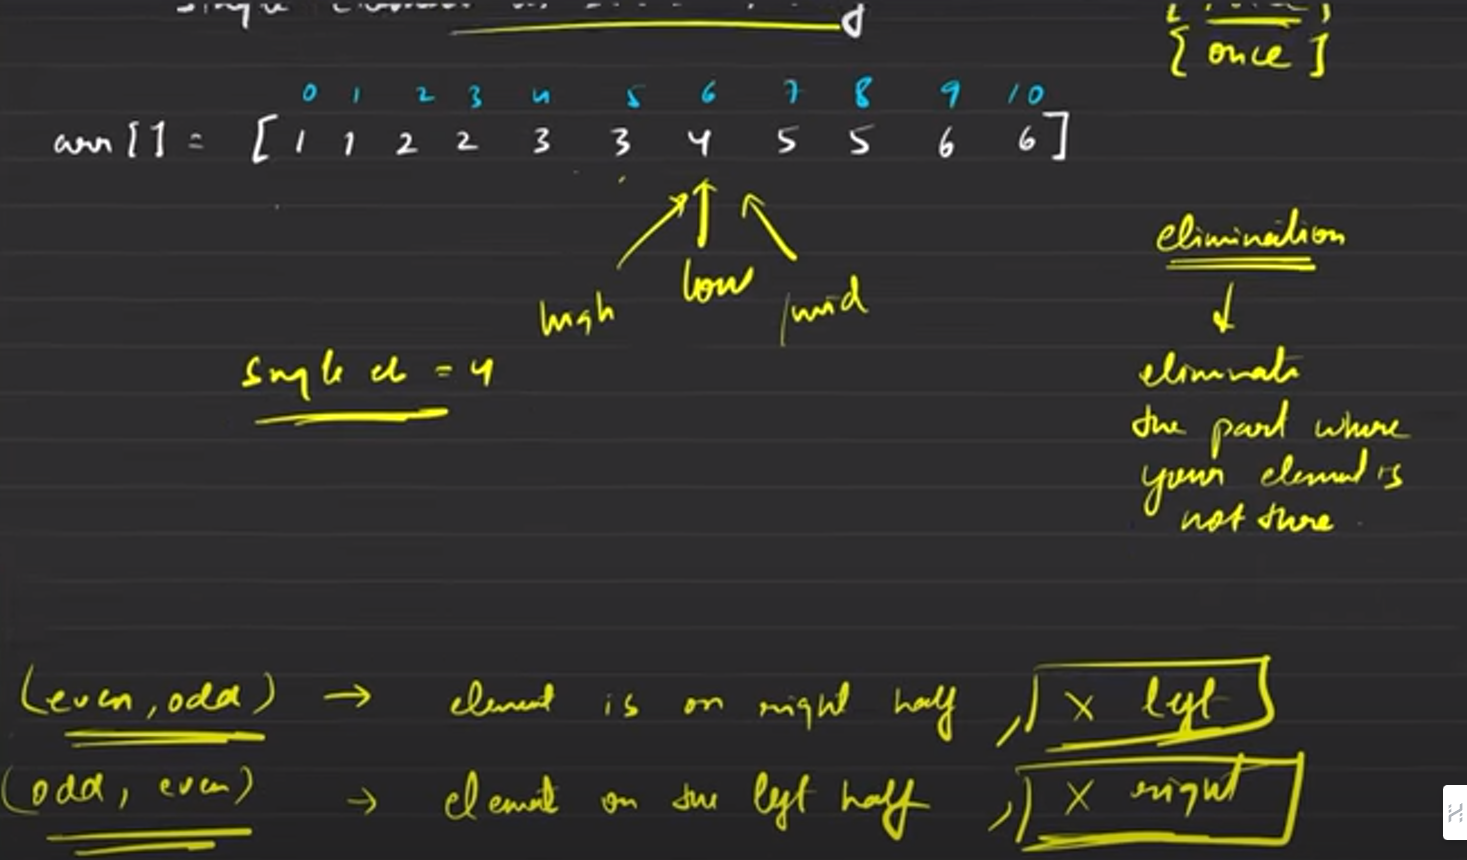 [ once ]
0 1 2 3 4 5 6 7 8 9 10
arr [ ] = [ 1 1 2 2 3 3 4 5 5 6 6 ]
elimination
low
high mid
single el = 4
eliminate
the part where
your element is
not there
(even, odd) → element is on right half, × left
(odd, even) → element on the left half, × right